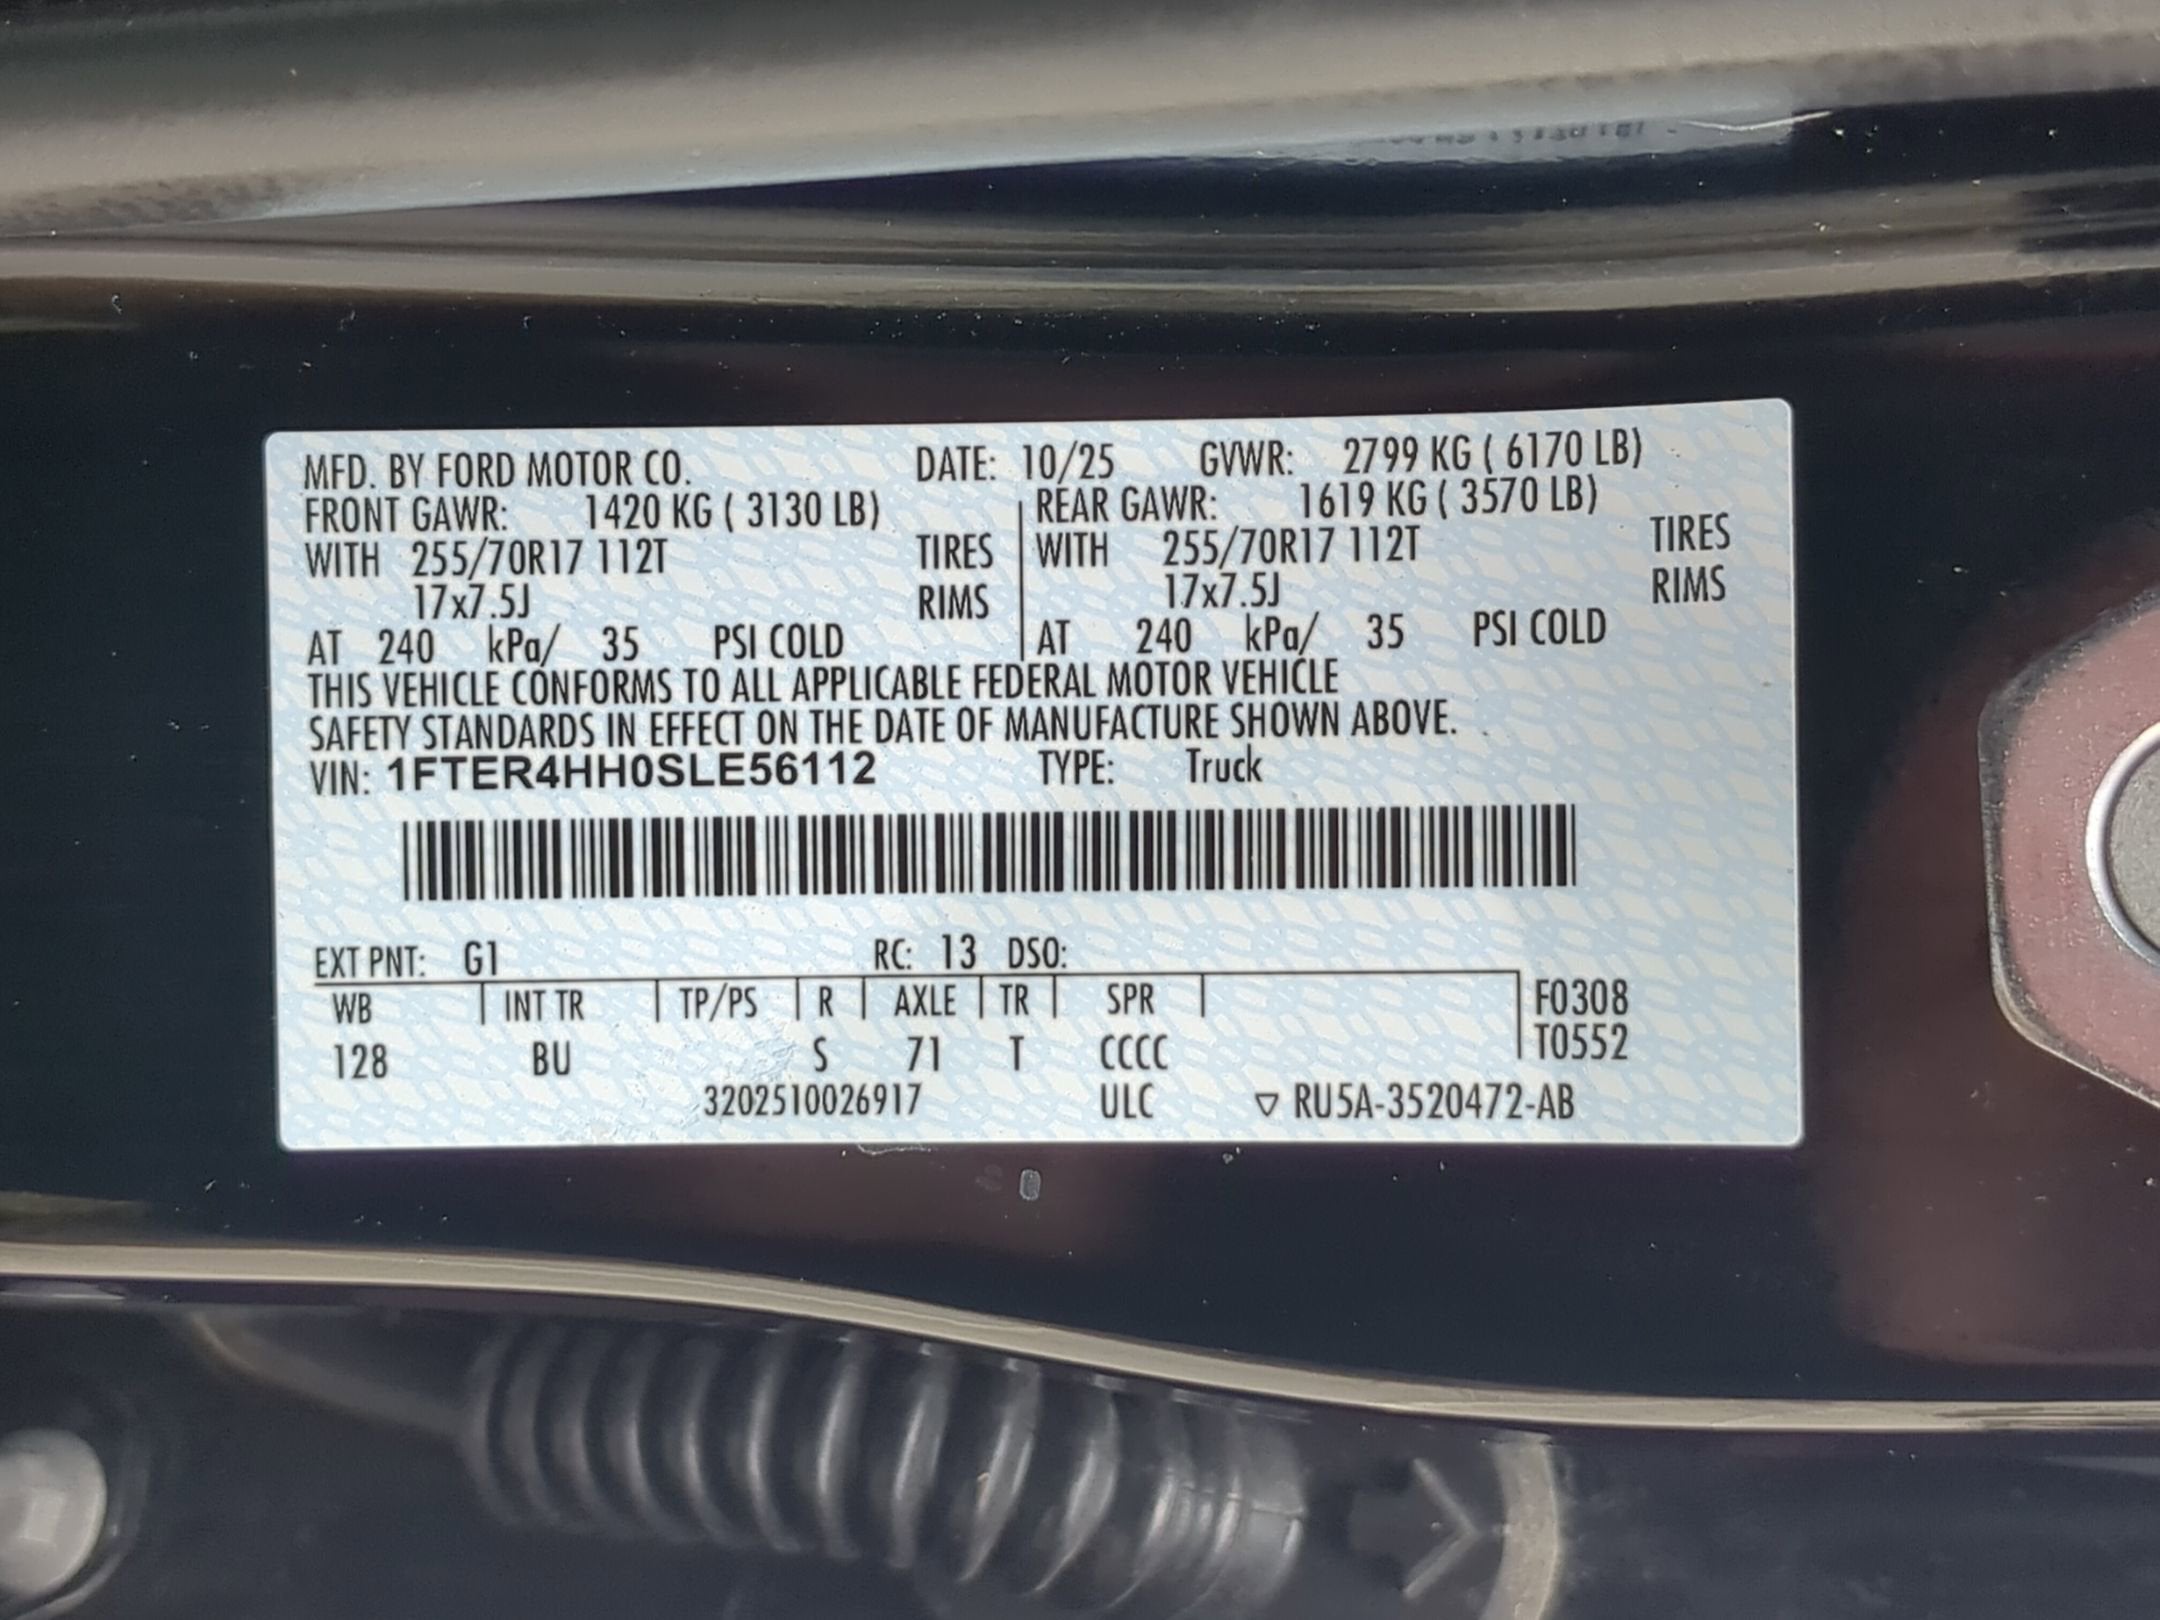 MFD. BY FORD MOTOR CO. DATE: 10/25 GVWR: 2799 KG ( 6170 LB)
FRONT GAWR: 1420 KG ( 3130 LB) REAR GAWR: 1619 KG ( 3570 LB)
WITH 255/70R17 112T TIRES WITH 255/70R17 112T TIRES
17x7.5J RIMS 17x7.5J RIMS
AT 240 kPa/ 35 PSI COLD AT 240 kPa/ 35 PSI COLD
THIS VEHICLE CONFORMS TO ALL APPLICABLE FEDERAL MOTOR VEHICLE
SAFETY STANDARDS IN EFFECT ON THE DATE OF MANUFACTURE SHOWN ABOVE.
VIN: 1FTER4HH0SLE56112 TYPE: Truck
EXT PNT: G1 RC: 13 DSO:
WB INT TR TP/PS R AXLE TR SPR F0308
T0552
128 BU S 71 T CCCC
3202510026917 ULC ▽ RU5A-3520472-AB